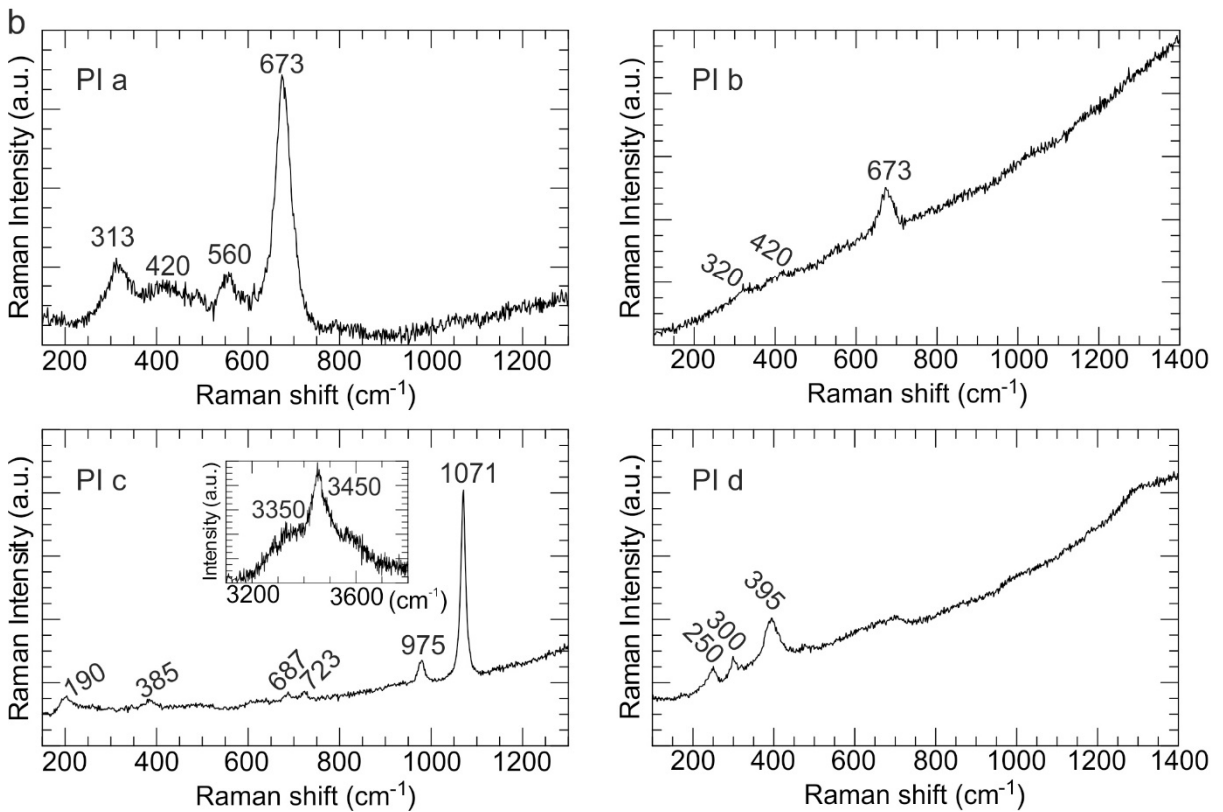 b
PI a
313
420
560
673
Raman Intensity (a.u.)
200 400 600 800 1000 1200
Raman shift (cm-1)
PI b
320
420
673
Raman Intensity (a.u.)
200 400 600 800 1000 1200 1400
Raman shift (cm-1)
PI c
190
385
687
723
975
1071
Raman Intensity (a.u.)
200 400 600 800 1000 1200
Raman shift (cm-1)
3350
3450
Intensity (a.u.)
3200 3600 (cm-1)
PI d
250
300
395
Raman Intensity (a.u.)
200 400 600 800 1000 1200 1400
Raman shift (cm-1)